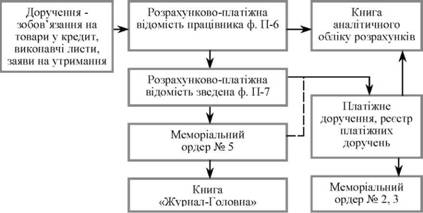 Доручення -
зобов'язання на
товари у кредит,
виконавчі листи,
заяви на утримання
Розрахунково-платіжна
відомість працівника ф. П-6
Книга
аналітичного
обліку розрахунків
Розрахунково-платіжна
відомість зведена ф. П-7
Платіжне
доручення, реєстр
платіжних
доручень
Меморіальний
ордер № 5
Книга
«Журнал-Головна»
Меморіальний
ордер № 2, 3